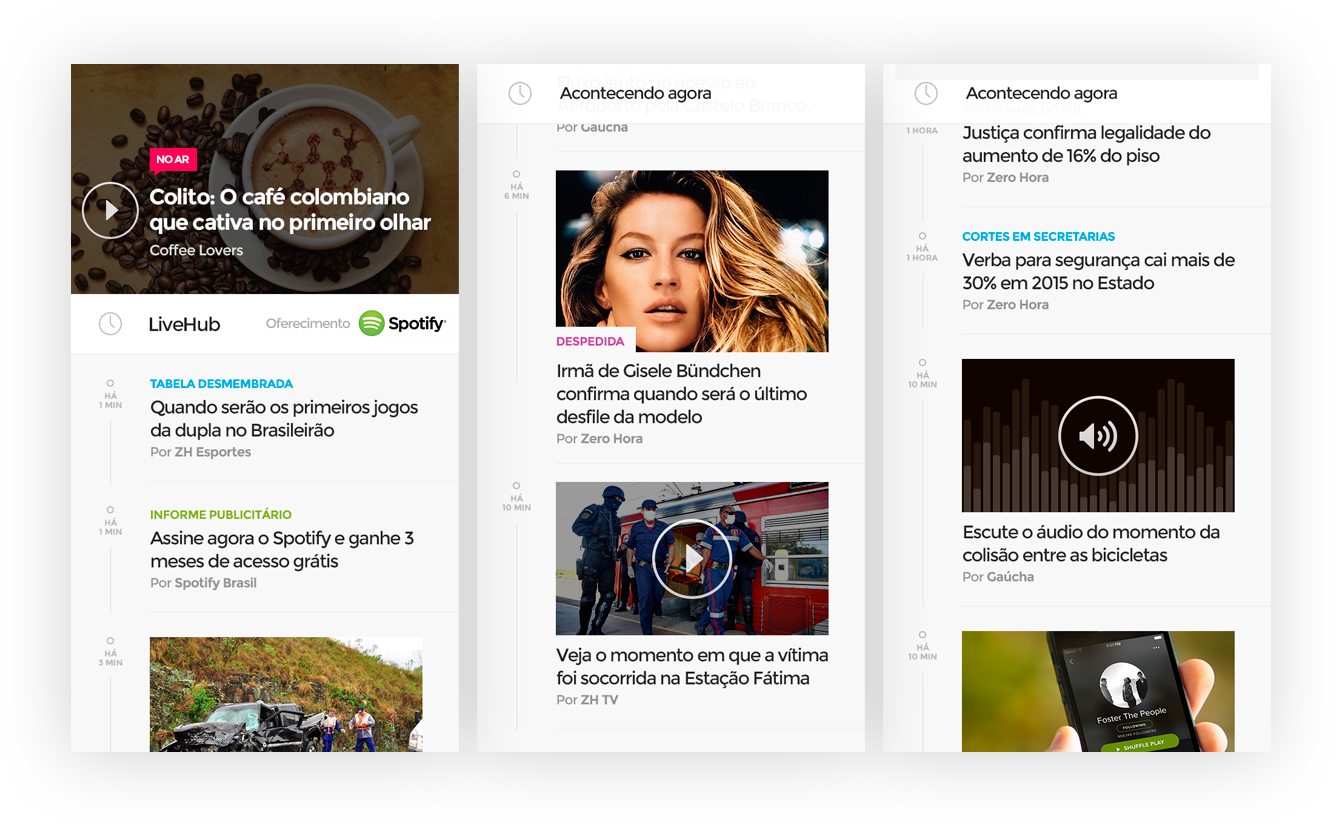 NO AR
Colito: O café colombiano
que cativa no primeiro olhar
Coffee Lovers
LiveHub
Oferecimento
Spotify
HÁ
1 MIN
TABELA DESMEMBRADA
Quando serão os primeiros jogos
da dupla no Brasileirão
Por ZH Esportes
HÁ
1 MIN
INFORME PUBLICITÁRIO
Assine agora o Spotify e ganhe 3
meses de acesso grátis
Por Spotify Brasil
HÁ
3 MIN
Fluxo lento no acesso ao
Aeroporto pela Castelo Branco.
Acontecendo agora
Por Gaúcha
HÁ
6 MIN
DESPEDIDA
Irmã de Gisele Bündchen
confirma quando será o último
desfile da modelo
Por Zero Hora
HÁ
10 MIN
Veja o momento em que a vítima
foi socorrida na Estação Fátima
Por ZH TV
Acontecendo agora
1 HORA
Justiça confirma legalidade do
aumento de 16% do piso
Por Zero Hora
HÁ
1 HORA
CORTES EM SECRETARIAS
Verba para segurança cai mais de
30% em 2015 no Estado
Por Zero Hora
HÁ
10 MIN
Escute o áudio do momento da
colisão entre as bicicletas
Por Gaúcha
HÁ
10 MIN
Foster The People
FOLLOWING
SHUFFLE PLAY